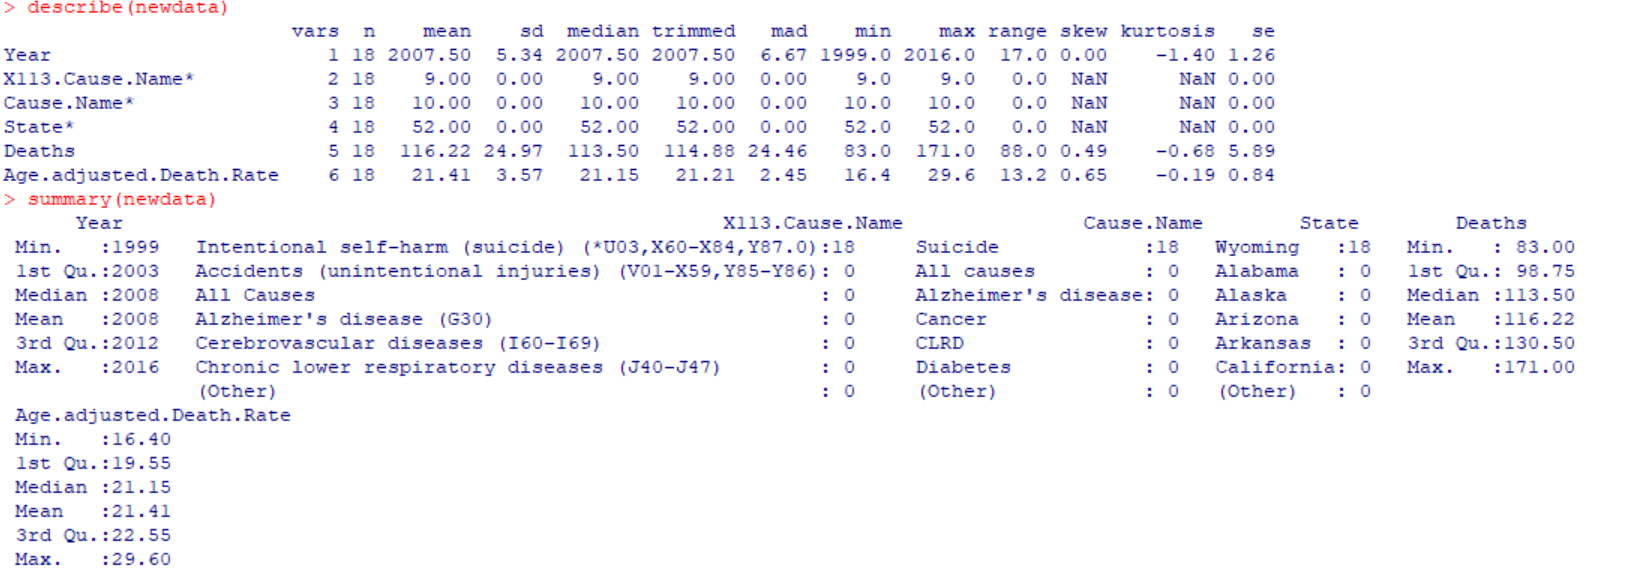 > describe(newdata)
vars n mean sd median trimmed mad min max range skew kurtosis se
Year 1 18 2007.50 5.34 2007.50 2007.50 6.67 1999.0 2016.0 17.0 0.00 -1.40 1.26
X113.Cause.Name* 2 18 9.00 0.00 9.00 9.00 0.00 9.0 9.0 0.0 NaN NaN 0.00
Cause.Name* 3 18 10.00 0.00 10.00 10.00 0.00 10.0 10.0 0.0 NaN NaN 0.00
State* 4 18 52.00 0.00 52.00 52.00 0.00 52.0 52.0 0.0 NaN NaN 0.00
Deaths 5 18 116.22 24.97 113.50 114.88 24.46 83.0 171.0 88.0 0.49 -0.68 5.89
Age.adjusted.Death.Rate 6 18 21.41 3.57 21.15 21.21 2.45 16.4 29.6 13.2 0.65 -0.19 0.84
> summary(newdata)
Year X113.Cause.Name Cause.Name State Deaths
Min. :1999 Intentional self-harm (suicide) (*U03,X60-X84,Y87.0):18 Suicide :18 Wyoming :18 Min. : 83.00
1st Qu.:2003 Accidents (unintentional injuries) (V01-X59,Y85-Y86): 0 All causes : 0 Alabama : 0 1st Qu.: 98.75
Median :2008 All Causes : 0 Alzheimer's disease: 0 Alaska : 0 Median :113.50
Mean :2008 Alzheimer's disease (G30) : 0 Cancer : 0 Arizona : 0 Mean :116.22
3rd Qu.:2012 Cerebrovascular diseases (I60-I69) : 0 CLRD : 0 Arkansas : 0 3rd Qu.:130.50
Max. :2016 Chronic lower respiratory diseases (J40-J47) : 0 Diabetes : 0 California: 0 Max. :171.00
(Other) : 0 (Other) : 0 (Other) : 0
Age.adjusted.Death.Rate
Min. :16.40
1st Qu.:19.55
Median :21.15
Mean :21.41
3rd Qu.:22.55
Max. :29.60